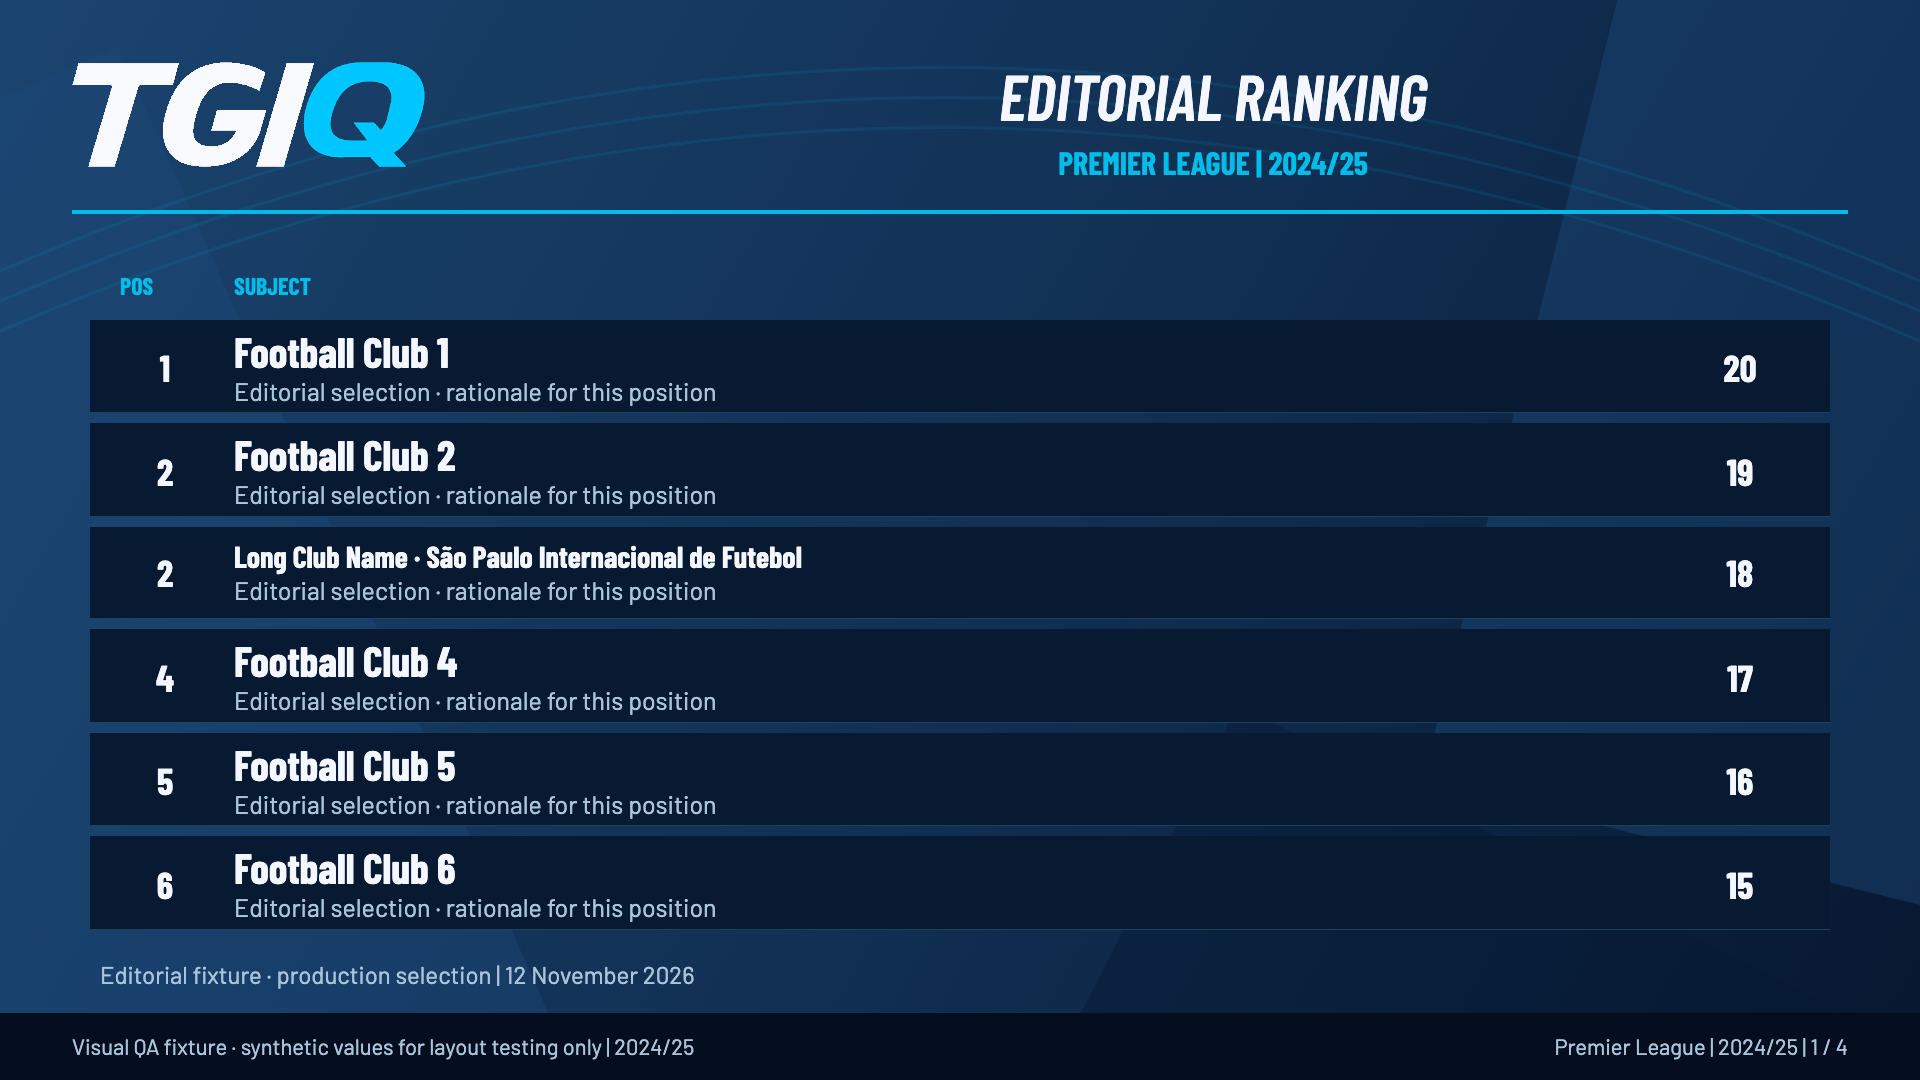 TGIQ
EDITORIAL RANKING
PREMIER LEAGUE | 2024/25
POS SUBJECT
1 Football Club 1 20
Editorial selection · rationale for this position
2 Football Club 2 19
Editorial selection · rationale for this position
2 Long Club Name · São Paulo Internacional de Futebol 18
Editorial selection · rationale for this position
4 Football Club 4 17
Editorial selection · rationale for this position
5 Football Club 5 16
Editorial selection · rationale for this position
6 Football Club 6 15
Editorial selection · rationale for this position
Editorial fixture · production selection | 12 November 2026
Visual QA fixture · synthetic values for layout testing only | 2024/25
Premier League | 2024/25 | 1 / 4